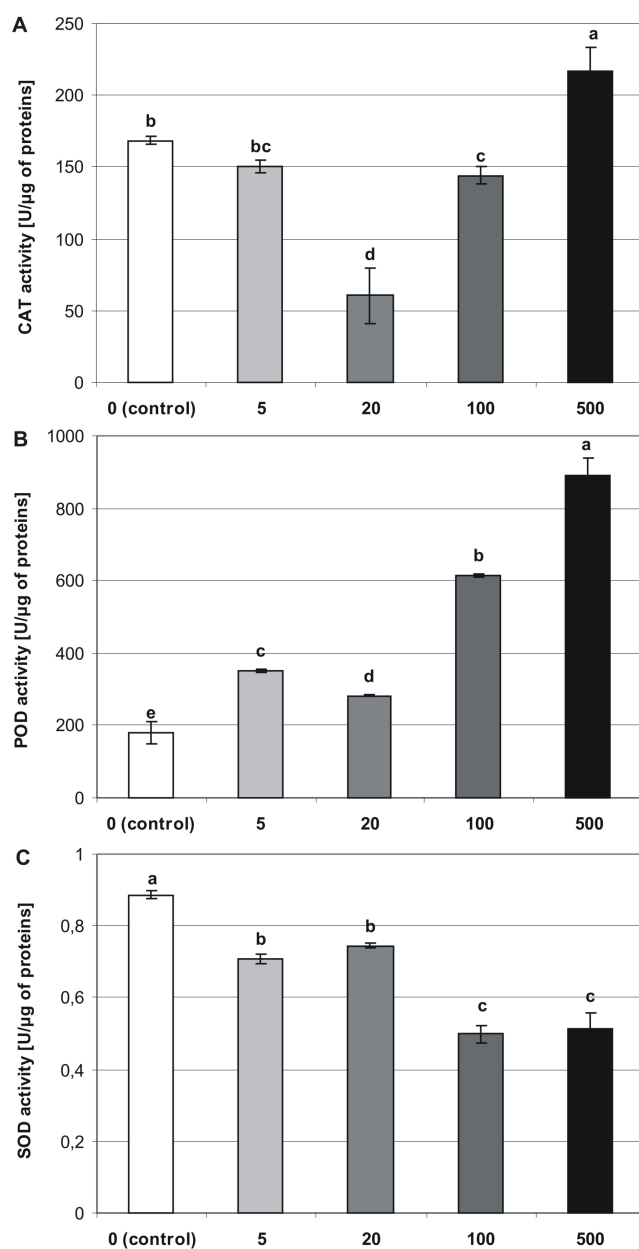 A
CAT activity [U/µg of proteins]
250
200
150
100
50
0
b
bc
d
c
a
0 (control) 5 20 100 500
B
POD activity [U/µg of proteins]
1000
800
600
400
200
0
e
c
d
b
a
0 (control) 5 20 100 500
C
SOD activity [U/µg of proteins]
1
0,8
0,6
0,4
0,2
0
a
b
b
c
c
0 (control) 5 20 100 500